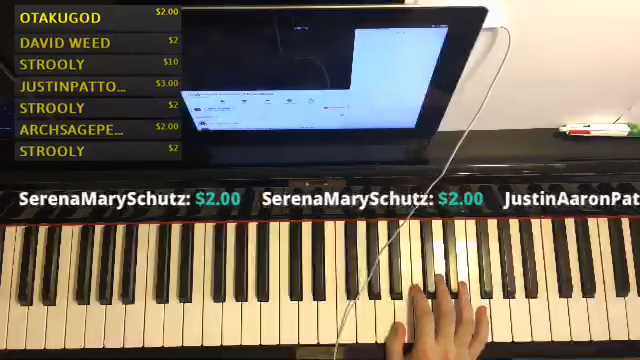 OTAKUGOD $2.00
DAVID WEED $2
STROOLY $10
JUSTINPATTO... $3.00
STROOLY $2
ARCHSAGEPE... $2.00
STROOLY $2
SerenaMarySchutz: $2.00 SerenaMarySchutz: $2.00 JustinAaronPat